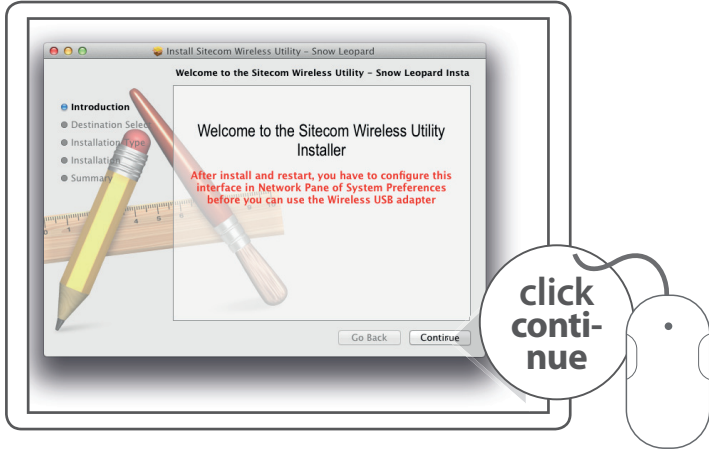 Install Sitecom Wireless Utility – Snow Leopard
Welcome to the Sitecom Wireless Utility – Snow Leopard Insta
Introduction
Destination Selec
Installation Type
Installation
Summary
Welcome to the Sitecom Wireless Utility
Installer
After install and restart, you have to configure this
interface in Network Pane of System Preferences
before you can use the Wireless USB adapter
1
4
5
Go Back
Continue
click
conti-
nue